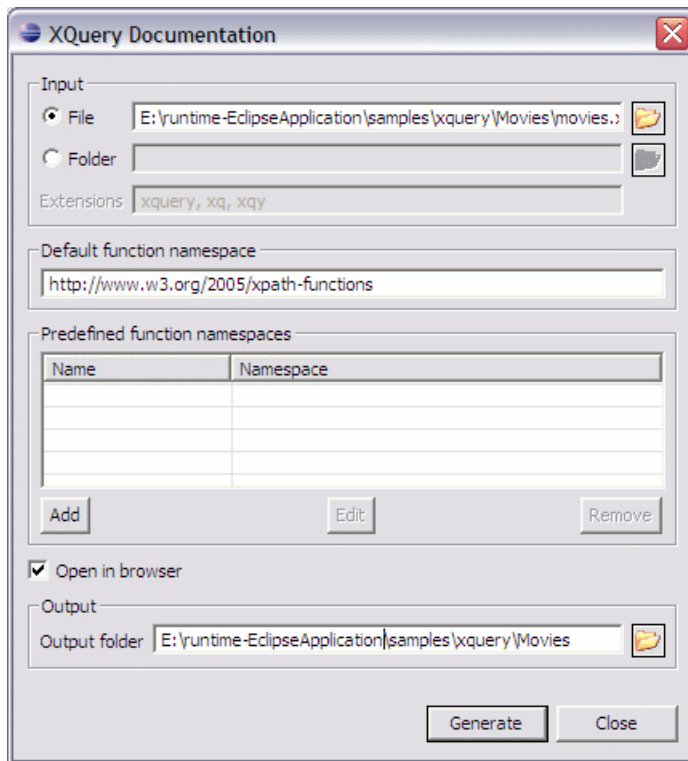 XQuery Documentation
Input
File E:\runtime-EclipseApplication\samples\xquery\Movies\movies.x
Folder
Extensions xquery, xq, xqy
Default function namespace
http://www.w3.org/2005/xpath-functions
Predefined function namespaces
Name Namespace
Add Edit Remove
Open in browser
Output
Output folder E:\runtime-EclipseApplication\samples\xquery\Movies
Generate Close